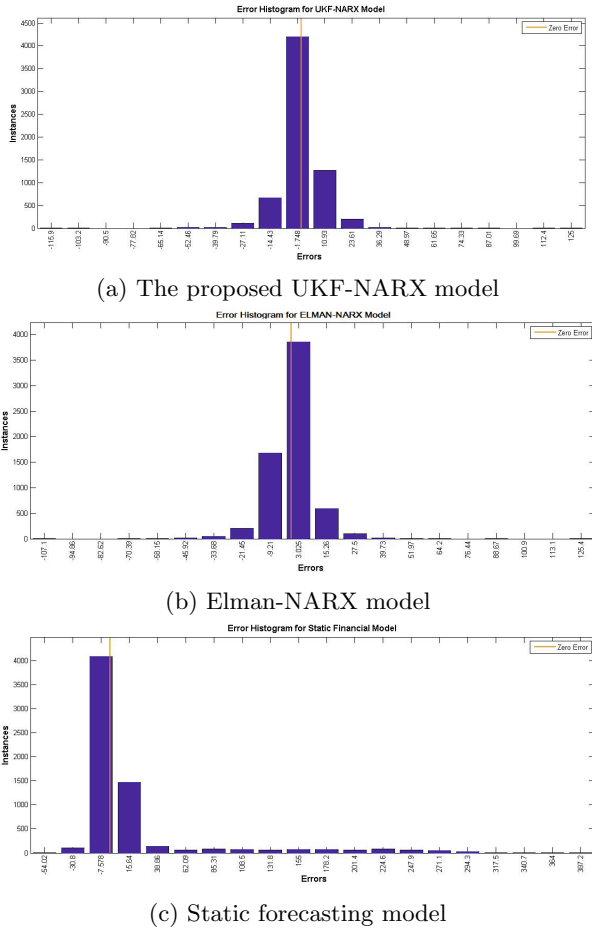 Error Histogram for UKF-NARX Model
Zero Error
4500
4000
3500
3000
2500
2000
1500
1000
500
0
Instances
-115.9 -103.2 -90.5 -77.82 -65.14 -52.46 -39.79 -27.11 -14.43 -1.748 10.93 23.61 36.29 48.97 61.65 74.33 87.01 99.69 112.4 125
Errors
(a) The proposed UKF-NARX model
Error Histogram for ELMAN-NARX Model
Zero Error
4000
3500
3000
2500
2000
1500
1000
500
0
Instances
-107.1 -94.86 -82.62 -70.39 -58.15 -45.92 -33.68 -21.45 -9.21 3.025 15.26 27.5 39.73 51.97 64.2 76.44 88.67 100.9 113.1 125.4
Errors
(b) Elman-NARX model
Error Histogram for Static Financial Model
Zero Error
4000
3500
3000
2500
2000
1500
1000
500
0
Instances
-54.02 -30.8 -7.578 15.64 38.86 62.09 85.31 108.5 131.8 155 178.2 201.4 224.6 247.9 271.1 294.3 317.5 340.7 364 387.2
Errors
(c) Static forecasting model